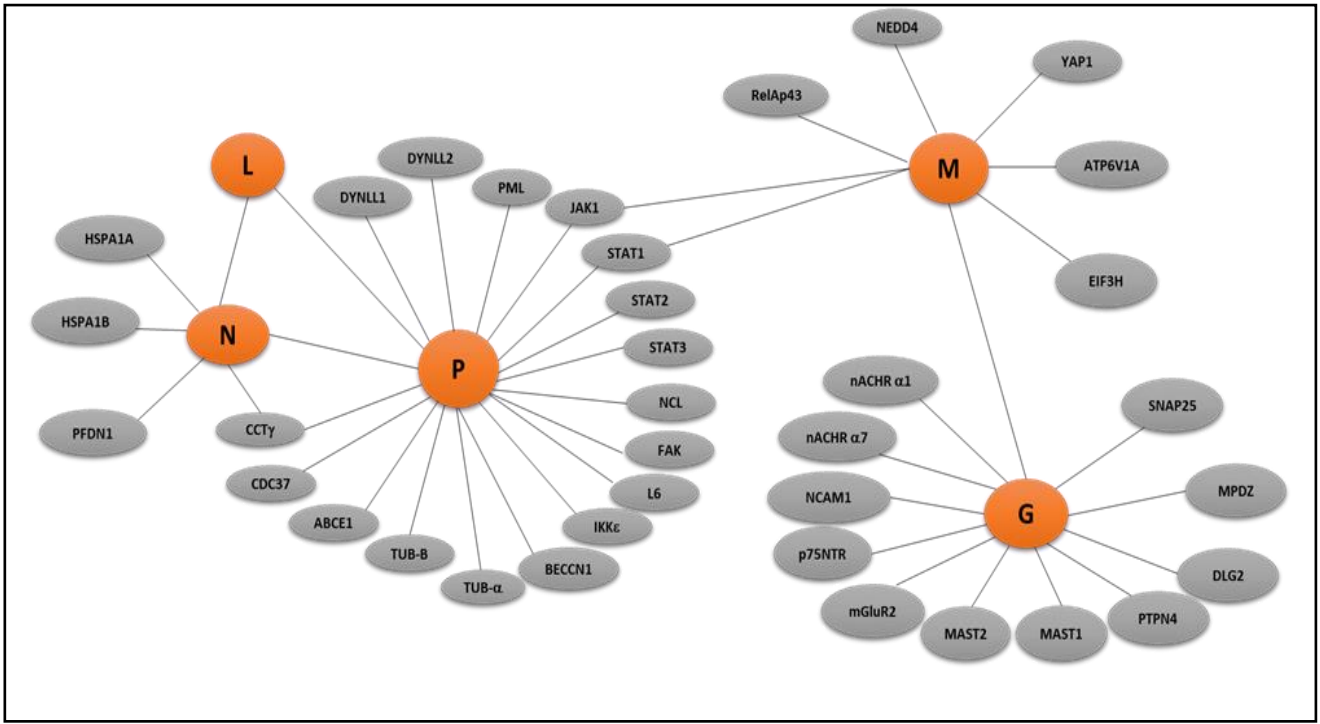 NEDD4
YAP1
RelAp43
ATP6V1A
M
EIF3H
L
DYNLL2
DYNLL1
PML
JAK1
STAT1
STAT2
STAT3
NCL
FAK
L6
IKKε
BECCN1
TUB-α
TUB-B
ABCE1
CDC37
CCTγ
P
HSPA1A
HSPA1B
N
PFDN1
nACHR α1
nACHR α7
NCAM1
p75NTR
mGluR2
MAST2
MAST1
PTPN4
DLG2
MPDZ
SNAP25
G